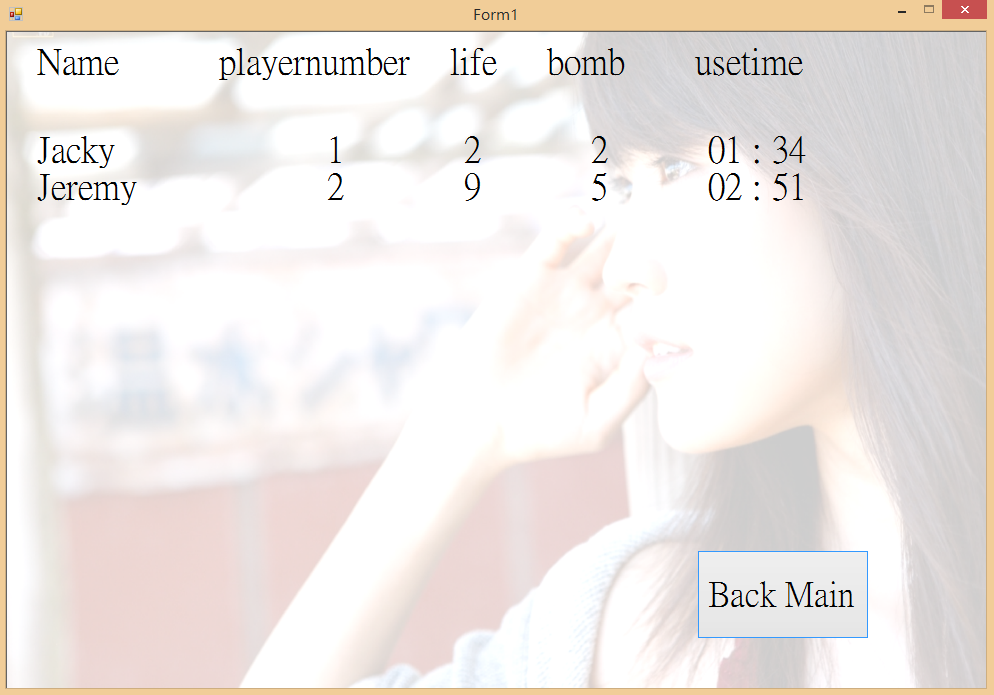 Form1
Name playernumber life bomb usetime
Jacky 1 2 2 01 : 34
Jeremy 2 9 5 02 : 51
Back Main